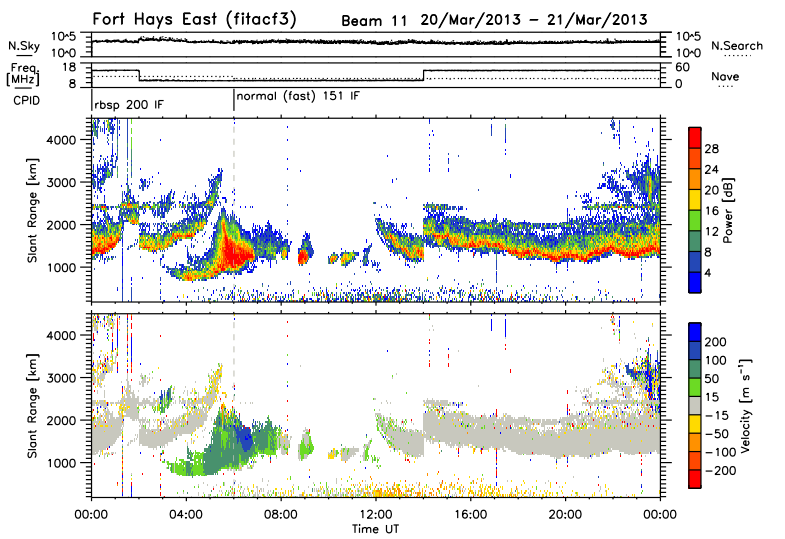 Fort Hays East (fitacf3) Beam 11 20/Mar/2013 − 21/Mar/2013
N.Sky 10^5 10^0 10^5 10^0 N.Search
Freq. [MHz] 18 8 60 0 Nave
CPID rbsp 200 IF normal (fast) 151 IF
Slant Range [km]
4000
3000
2000
1000
Power [dB]
28
24
20
16
12
8
4
Slant Range [km]
4000
3000
2000
1000
Velocity [m s⁻¹]
200
100
50
15
−15
−50
−100
−200
00:00 04:00 08:00 12:00 16:00 20:00 00:00
Time UT